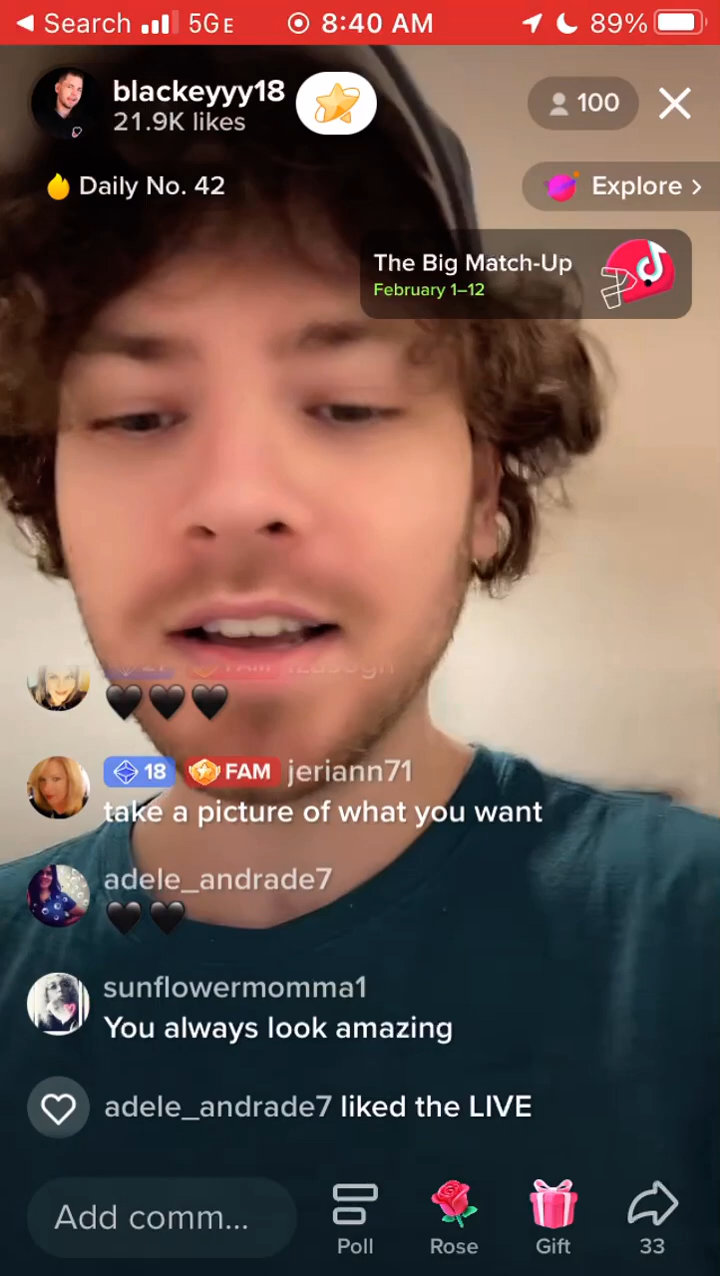 Search 5GE 8:40 AM 89%
blackeyyy18
21.9K likes
100
Daily No. 42
Explore >
The Big Match-Up
February 1–12
FAM
🖤🖤🖤
18 FAM jeriann71
take a picture of what you want
adele_andrade7
🖤🖤
sunflowermomma1
You always look amazing
adele_andrade7 liked the LIVE
Add comm...
Poll
Rose
Gift
33